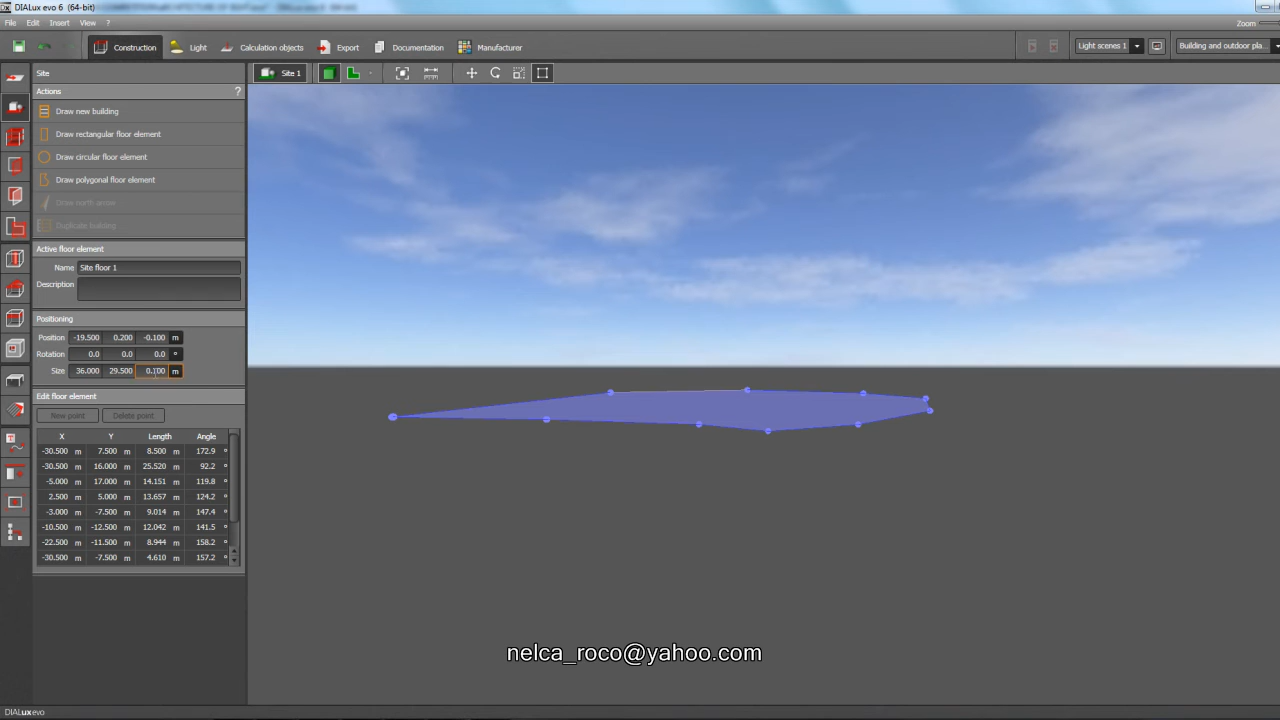 DIALux evo 6 (64-bit)
File Edit Insert View ?
Zoom
Construction Light Calculation objects Export Documentation Manufacturer
Light scenes 1 Building and outdoor pla...
Site
Site 1
Actions ?
Draw new building
Draw rectangular floor element
Draw circular floor element
Draw polygonal floor element
Draw north arrow
Duplicate building
Active floor element
Name Site floor 1
Description
Positioning
Position -19.500 0.200 -0.100 m
Rotation 0.0 0.0 0.0 °
Size 36.000 29.500 0.100 m
Edit floor element
New point Delete point
X Y Length Angle
-30.500 m 7.500 m 8.500 m 172.9 °
-30.500 m 16.000 m 25.520 m 92.2 °
-5.000 m 17.000 m 14.151 m 119.8 °
2.500 m 5.000 m 13.657 m 124.2 °
-3.000 m -7.500 m 9.014 m 147.4 °
-10.500 m -12.500 m 12.042 m 141.5 °
-22.500 m -11.500 m 8.944 m 158.2 °
-30.500 m -7.500 m 4.610 m 157.2 °
nelca_roco@yahoo.com
DIALux evo